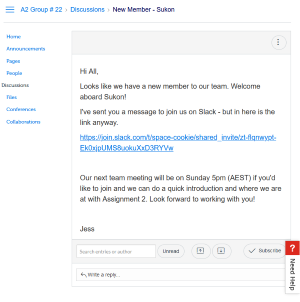 A2 Group # 22 > Discussions > New Member - Sukon
Home
Announcements
Pages
People
Discussions
Files
Conferences
Collaborations
Hi All,
Looks like we have a new member to our team. Welcome
aboard Sukon!
I've sent you a message to join us on Slack - but in here is the
link anyway.
https://join.slack.com/t/space-cookie/shared_invite/zt-flqnwypt-
Ek0xjpUMS8uokuXxD3RYVw
Our next team meeting will be on Sunday 5pm (AEST) if you'd
like to join and we can do a quick introduction and where we are
at with Assignment 2. Look forward to working with you!
Jess
Search entries or author
Unread
Subscribe
Write a reply...
? Need Help